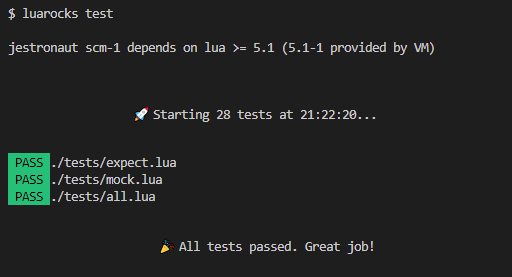 $ luarocks test
jestronaut scm-1 depends on lua >= 5.1 (5.1-1 provided by VM)
🚀 Starting 28 tests at 21:22:20...
PASS ./tests/expect.lua
PASS ./tests/mock.lua
PASS ./tests/all.lua
🎉 All tests passed. Great job!